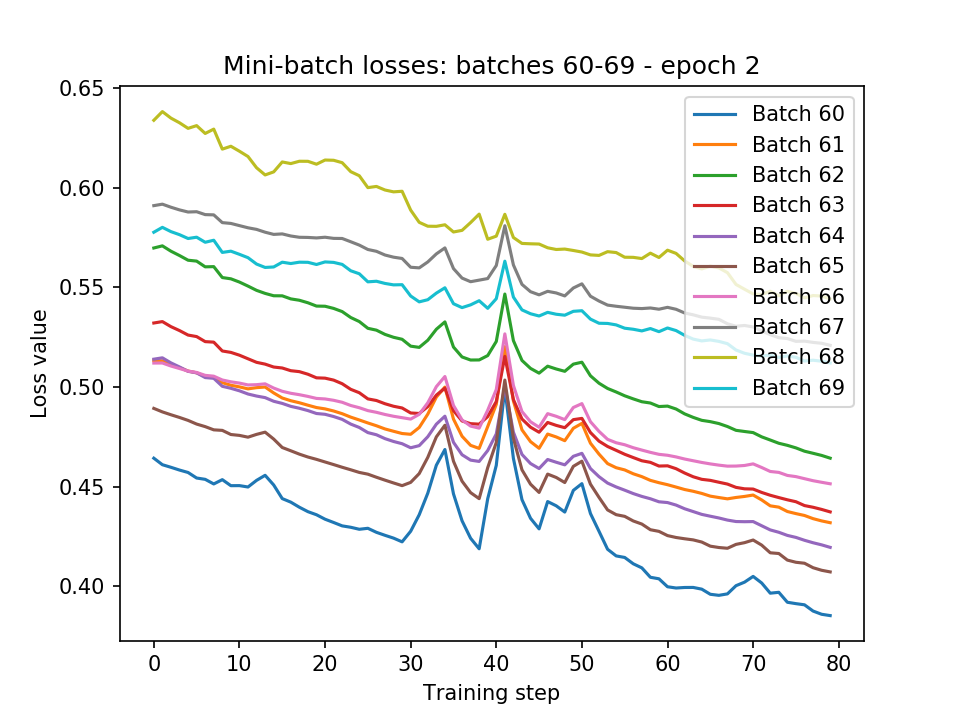 Mini-batch losses: batches 60-69 - epoch 2
0.65
0.60
0.55
0.50
0.45
0.40
Loss value
0
10
20
30
40
50
60
70
80
Training step
Batch 60
Batch 61
Batch 62
Batch 63
Batch 64
Batch 65
Batch 66
Batch 67
Batch 68
Batch 69